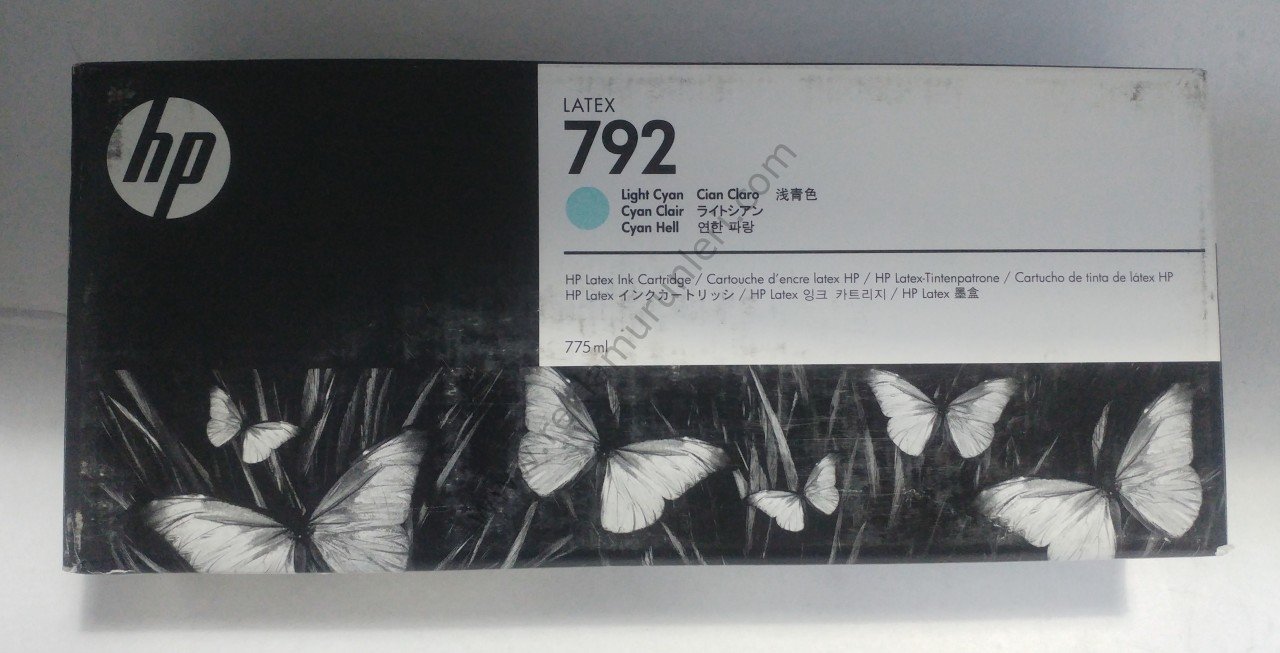 hp
LATEX
792
Light Cyan Cian Claro 浅青色
Cyan Clair ライトシアン
Cyan Hell 연한 파랑
HP Latex Ink Cartridge / Cartouche d'encre latex HP / HP Latex-Tintenpatrone / Cartucho de tinta de látex HP
HP Latex インクカートリッジ / HP Latex 잉크 카트리지 / HP Latex 墨盒
775 ml